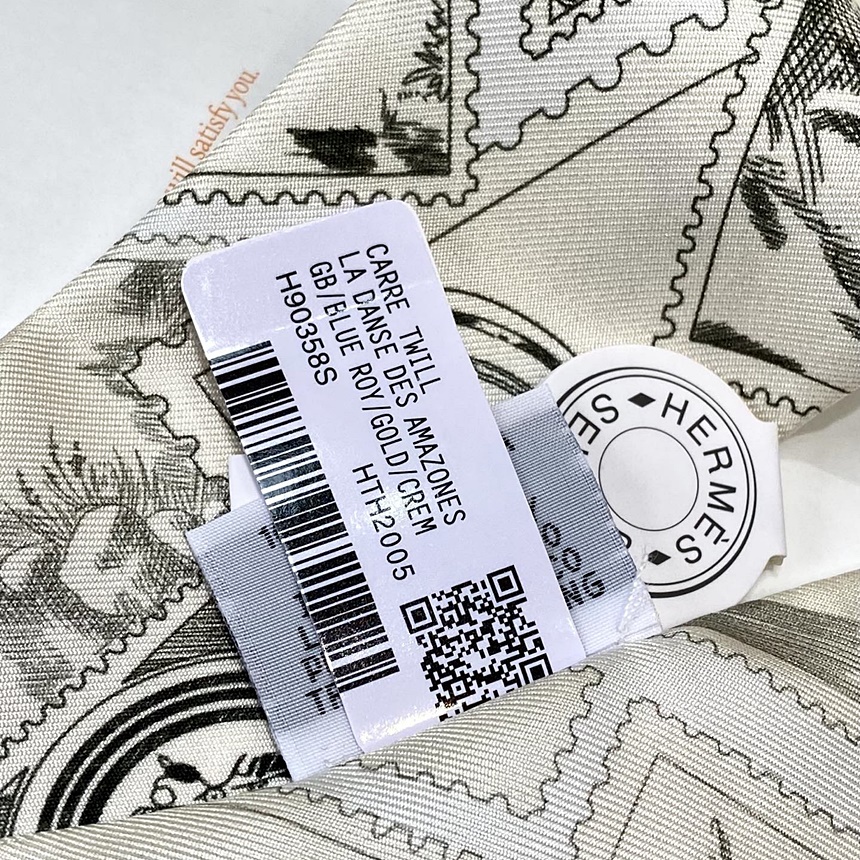 will satisfy you.
CARRE TWILL
LA DANSE DES AMAZONES
GB/BLUE ROY/GOLD/CREM
H90358S HTH2005
HERMÈS